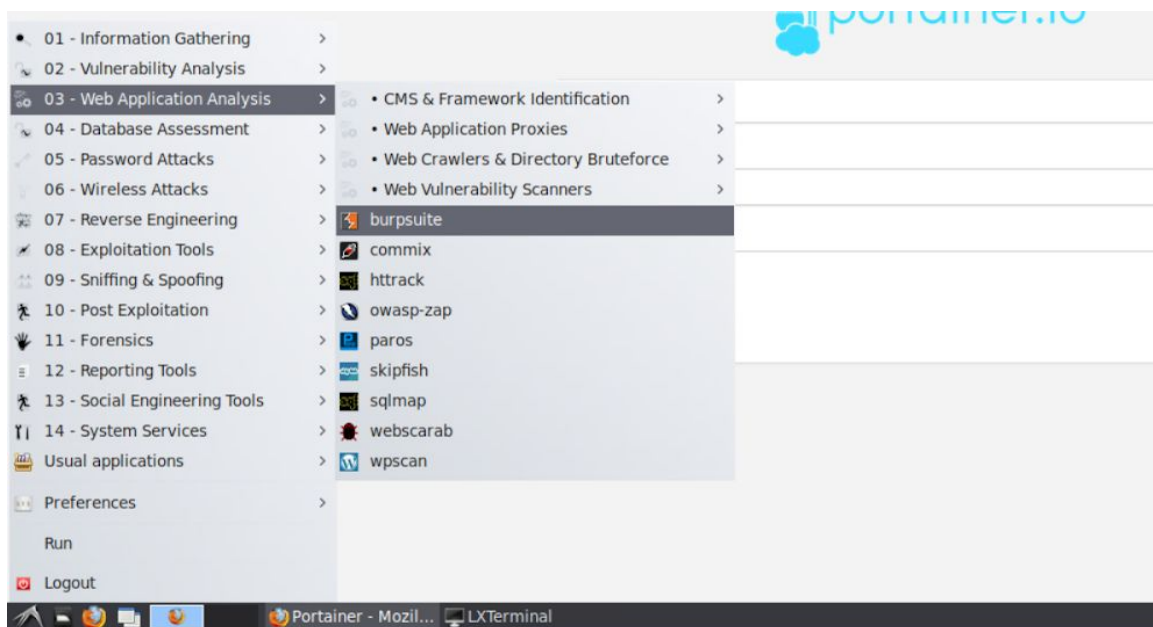 portainer.io
01 - Information Gathering
02 - Vulnerability Analysis
03 - Web Application Analysis
04 - Database Assessment
05 - Password Attacks
06 - Wireless Attacks
07 - Reverse Engineering
08 - Exploitation Tools
09 - Sniffing & Spoofing
10 - Post Exploitation
11 - Forensics
12 - Reporting Tools
13 - Social Engineering Tools
14 - System Services
Usual applications
Preferences
Run
Logout
• CMS & Framework Identification
• Web Application Proxies
• Web Crawlers & Directory Bruteforce
• Web Vulnerability Scanners
burpsuite
commix
httrack
owasp-zap
paros
skipfish
sqlmap
webscarab
wpscan
Portainer - Mozil...
LXTerminal